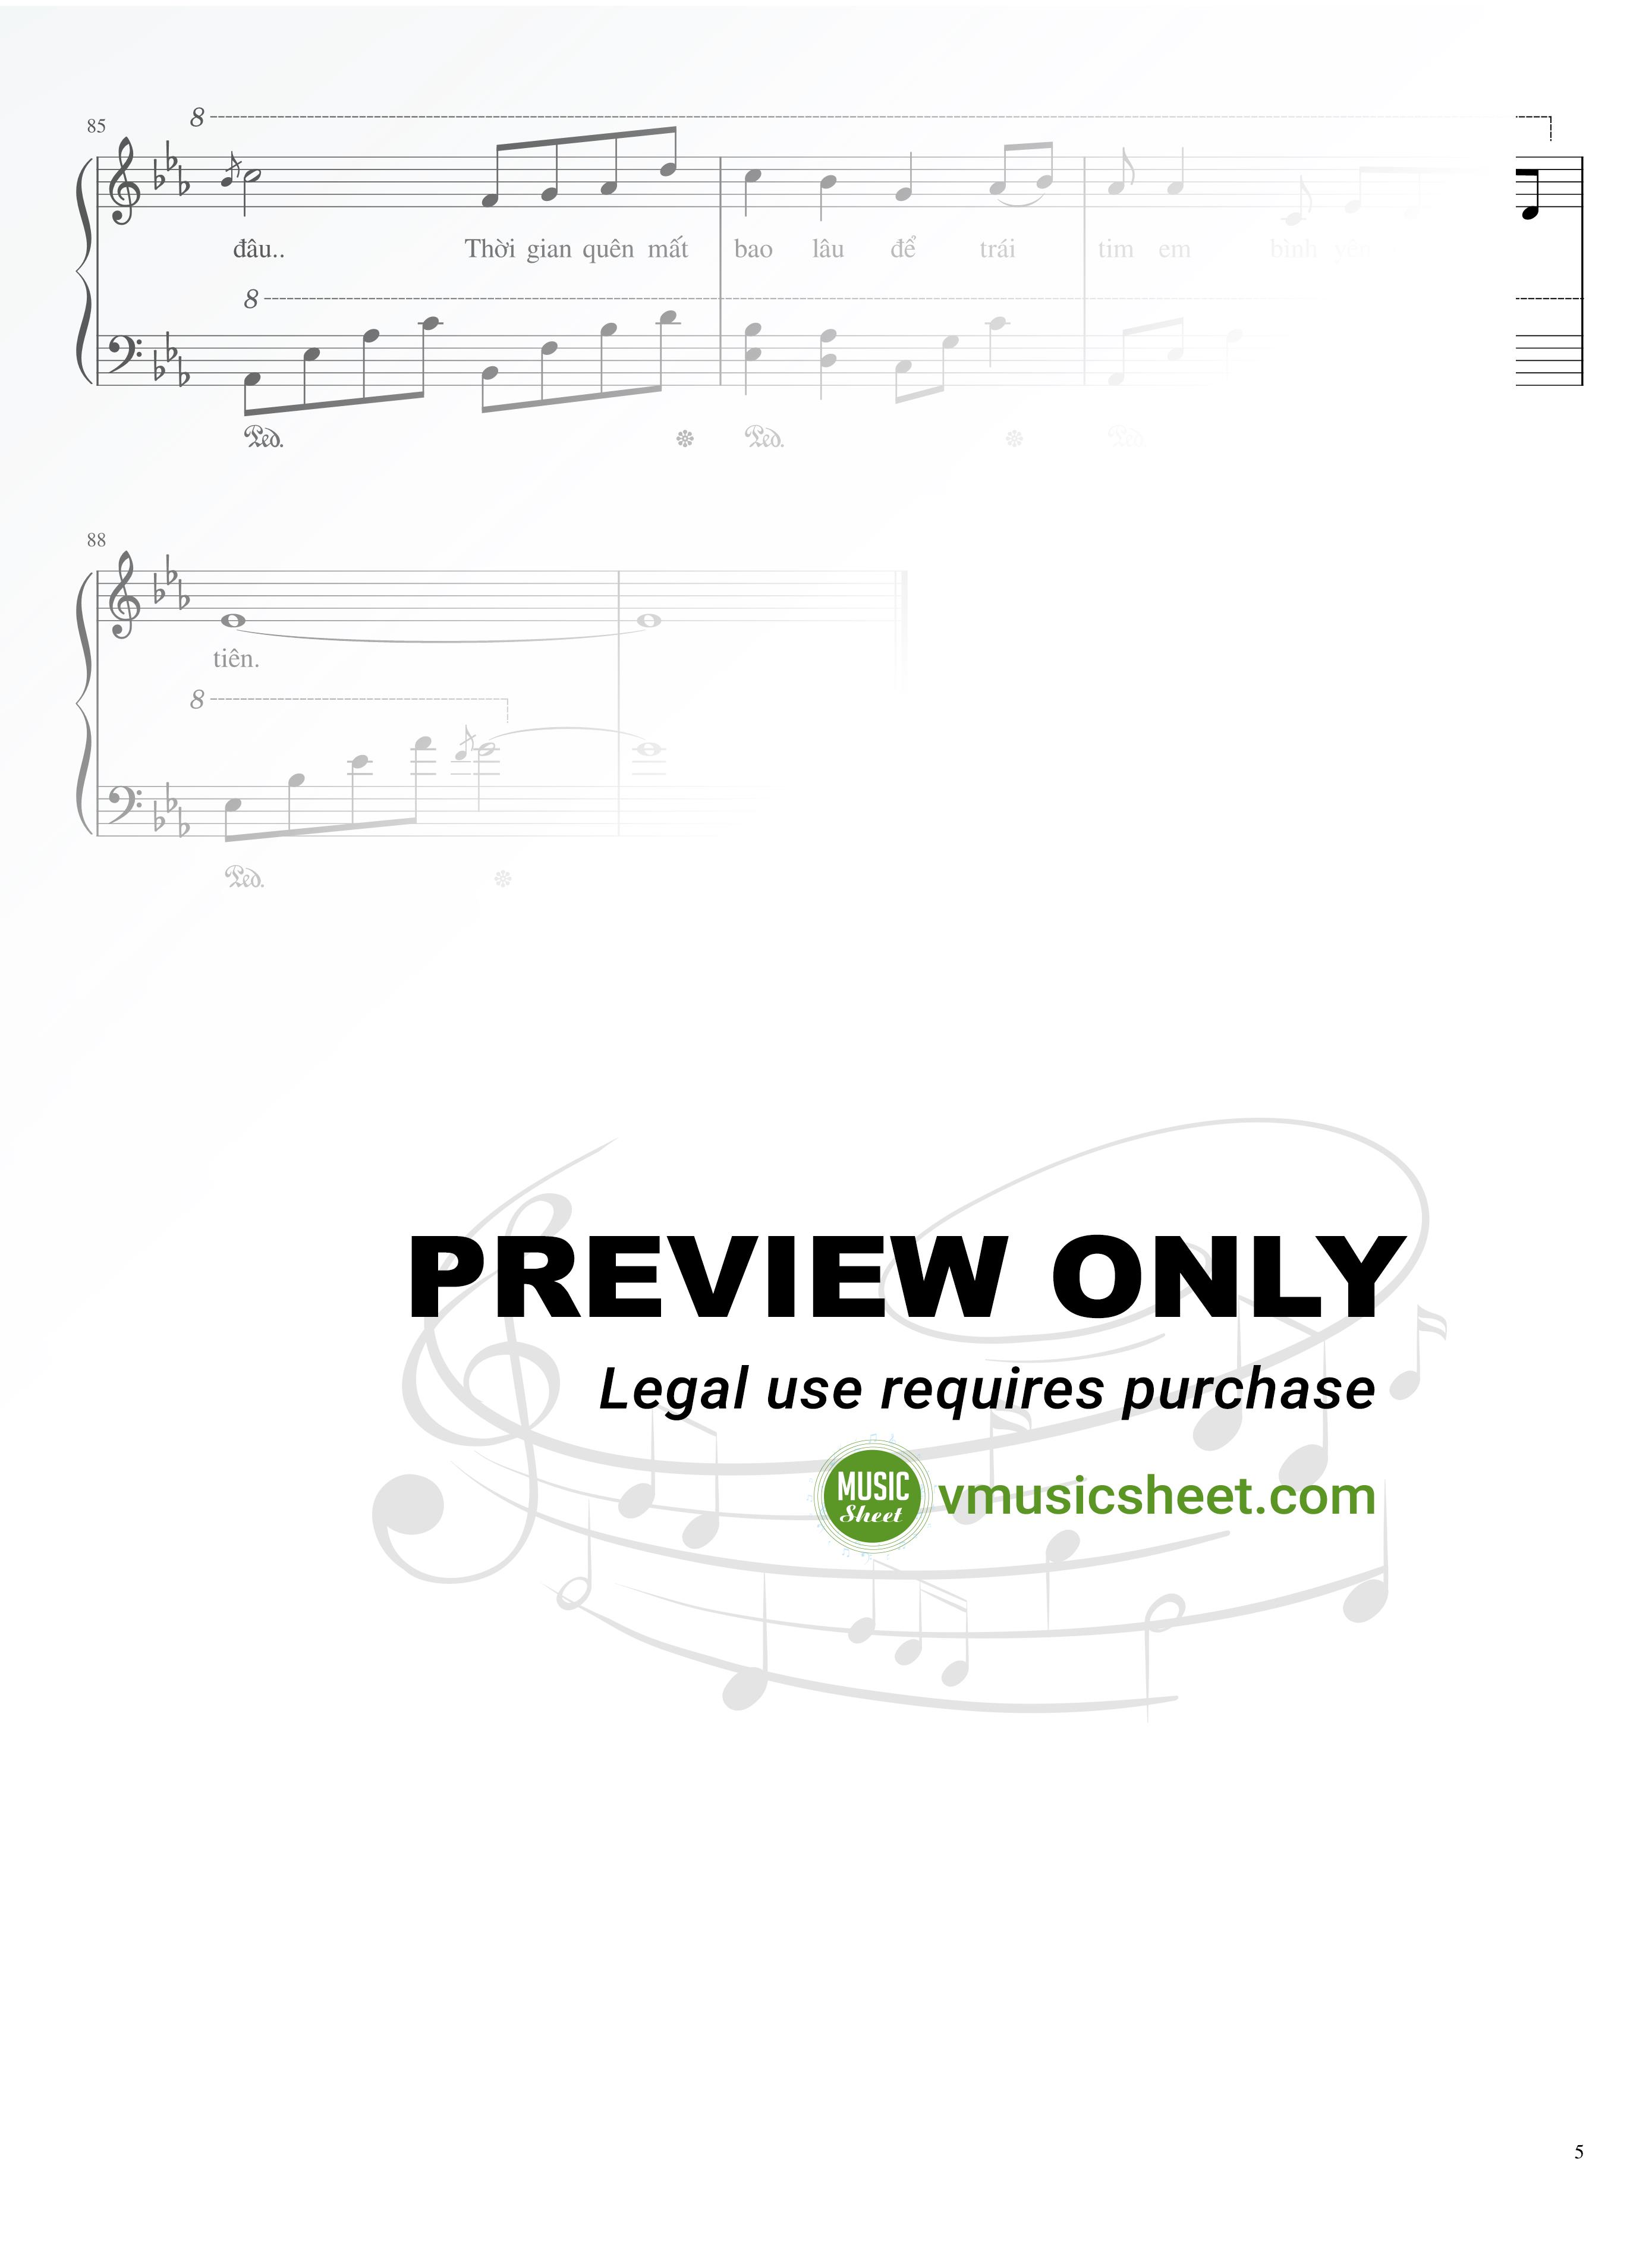 85
8
đâu.. Thời gian quên mất bao lâu để trái tim em bình yên
8
88
tiên.
8
PREVIEW ONLY
Legal use requires purchase
MUSIC
Sheet
vmusicsheet.com
5